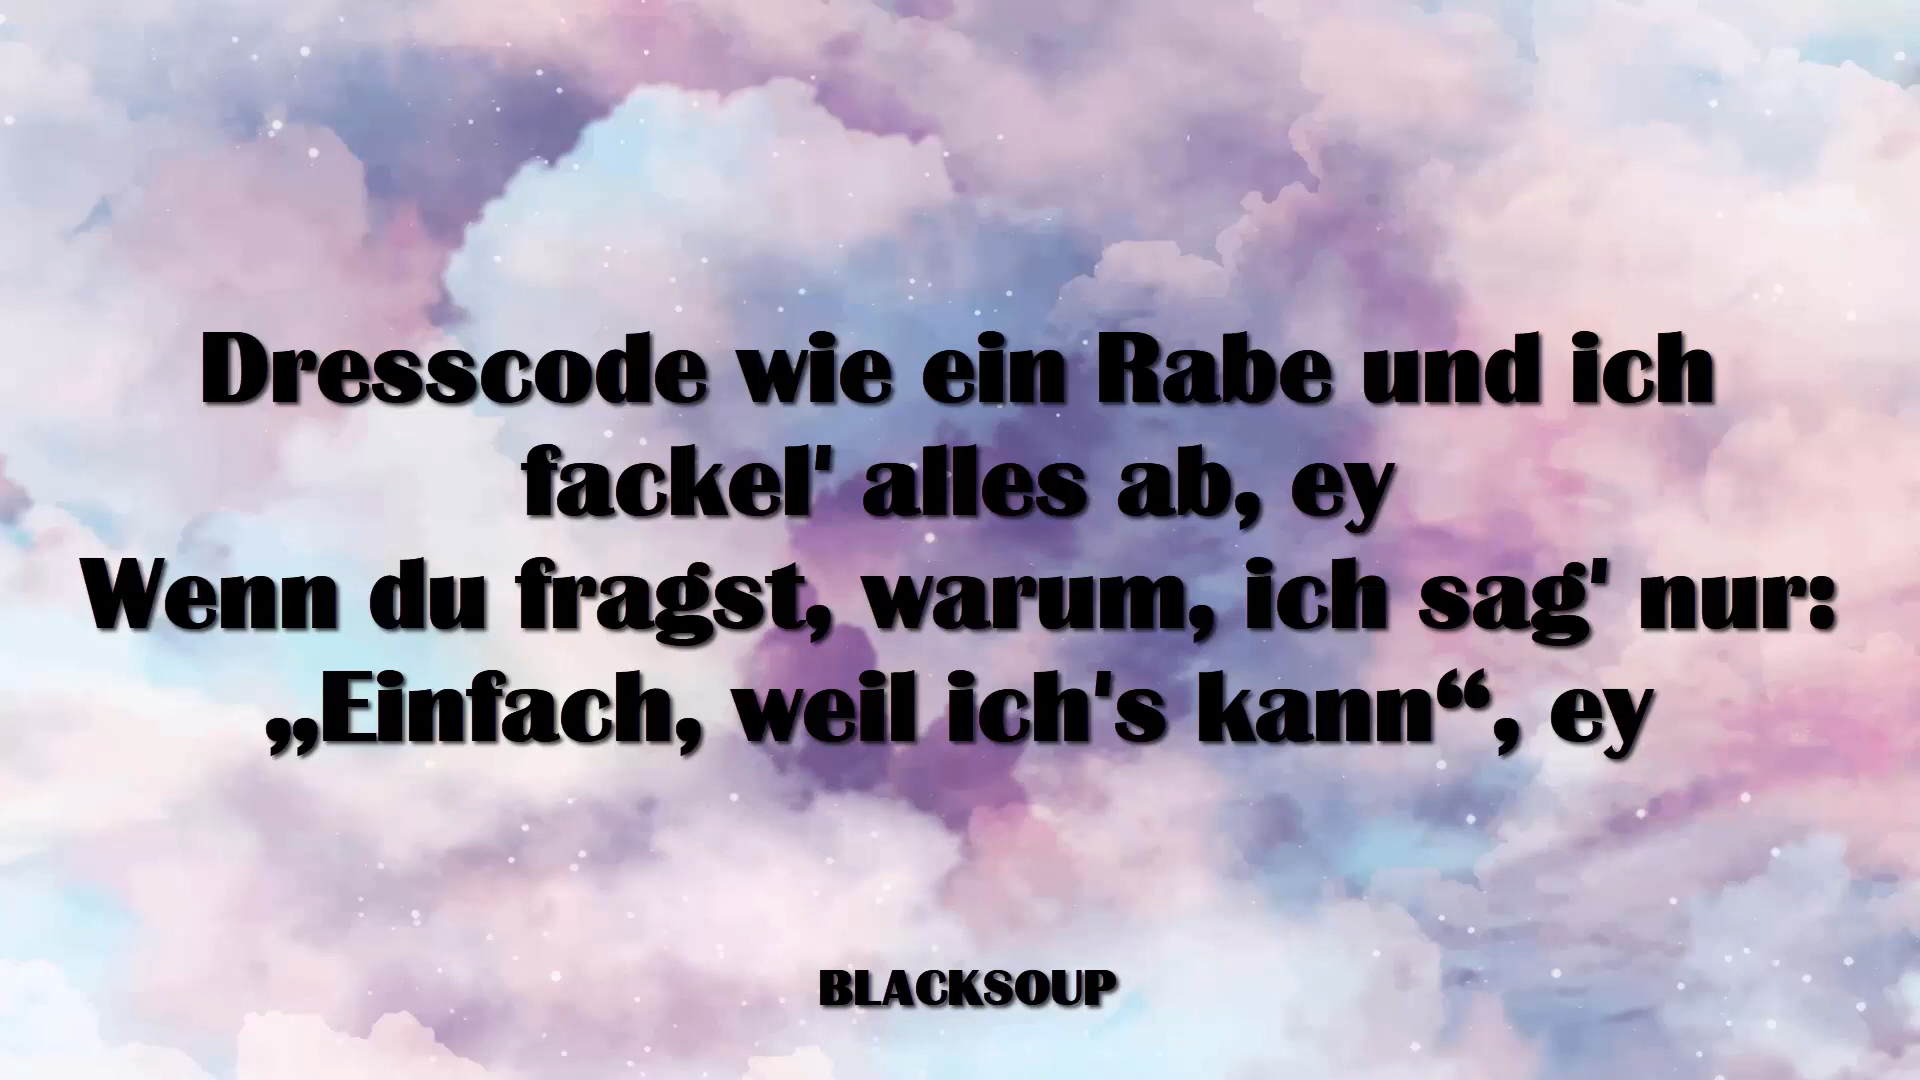 Dresscode wie ein Rabe und ich
fackel' alles ab, ey
Wenn du fragst, warum, ich sag' nur:
„Einfach, weil ich's kann“, ey
BLACKSOUP